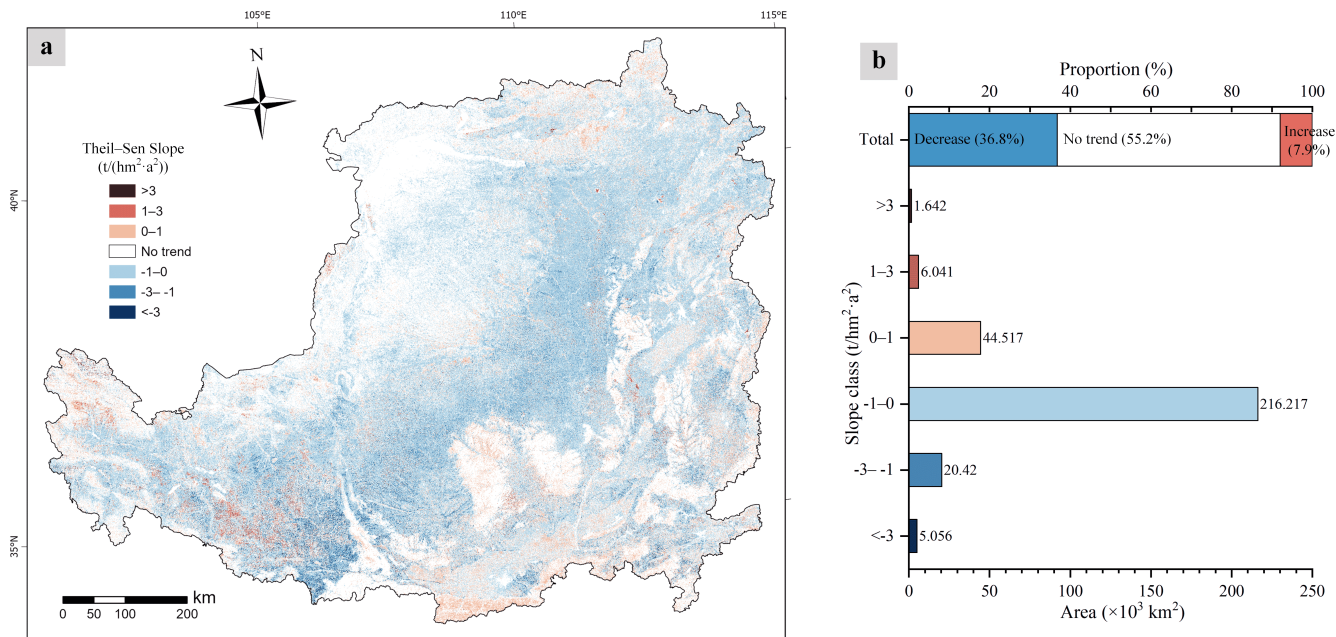 a
105°E
110°E
115°E
40°N
35°N
N
Theil–Sen Slope
(t/(hm²·a²))
>3
1–3
0–1
No trend
-1–0
-3– -1
<-3
km
0 50 100 200
b
Proportion (%)
0 20 40 60 80 100
Total
Decrease (36.8%)
No trend (55.2%)
Increase
(7.9%)
>3
1.642
1–3
6.041
0–1
44.517
-1–0
216.217
-3– -1
20.42
<-3
5.056
Slope class (t/hm²·a²)
0 50 100 150 200 250
Area (×10³ km²)